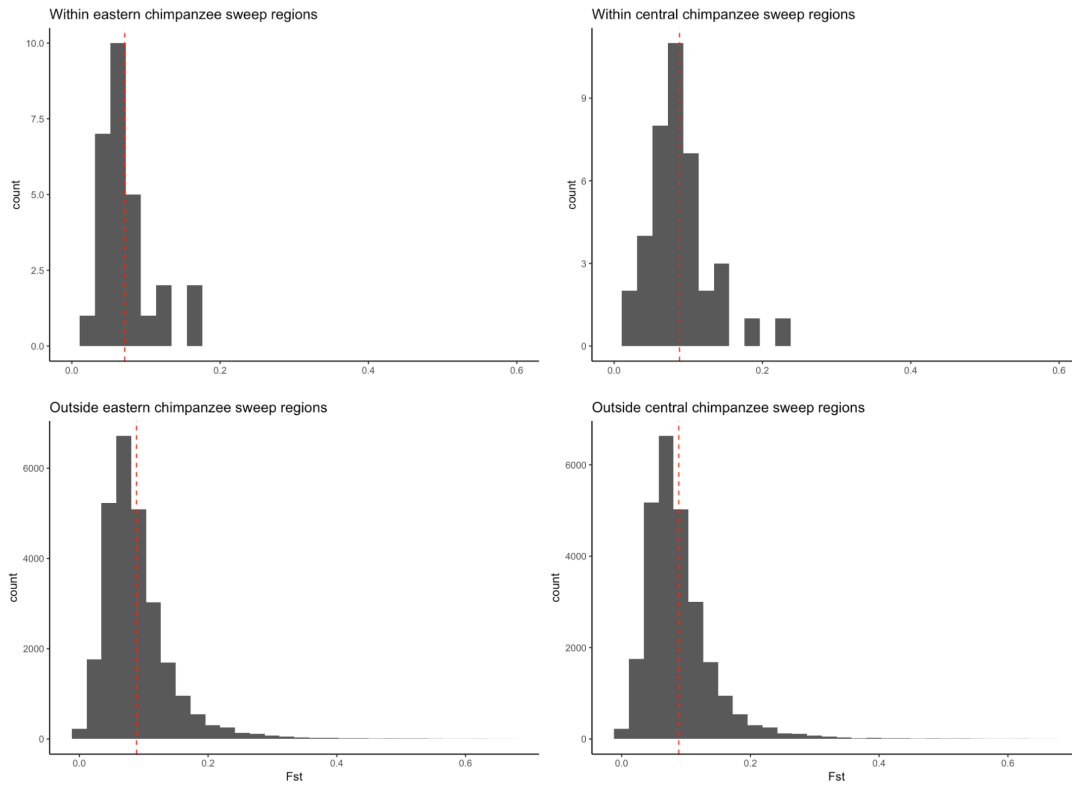 Within eastern chimpanzee sweep regions
10.0
7.5
5.0
2.5
0.0
count
0.0 0.2 0.4 0.6
Within central chimpanzee sweep regions
9
6
3
0
count
0.0 0.2 0.4 0.6
Outside eastern chimpanzee sweep regions
6000
4000
2000
0
count
0.0 0.2 0.4 0.6
Fst
Outside central chimpanzee sweep regions
6000
4000
2000
0
count
0.0 0.2 0.4 0.6
Fst